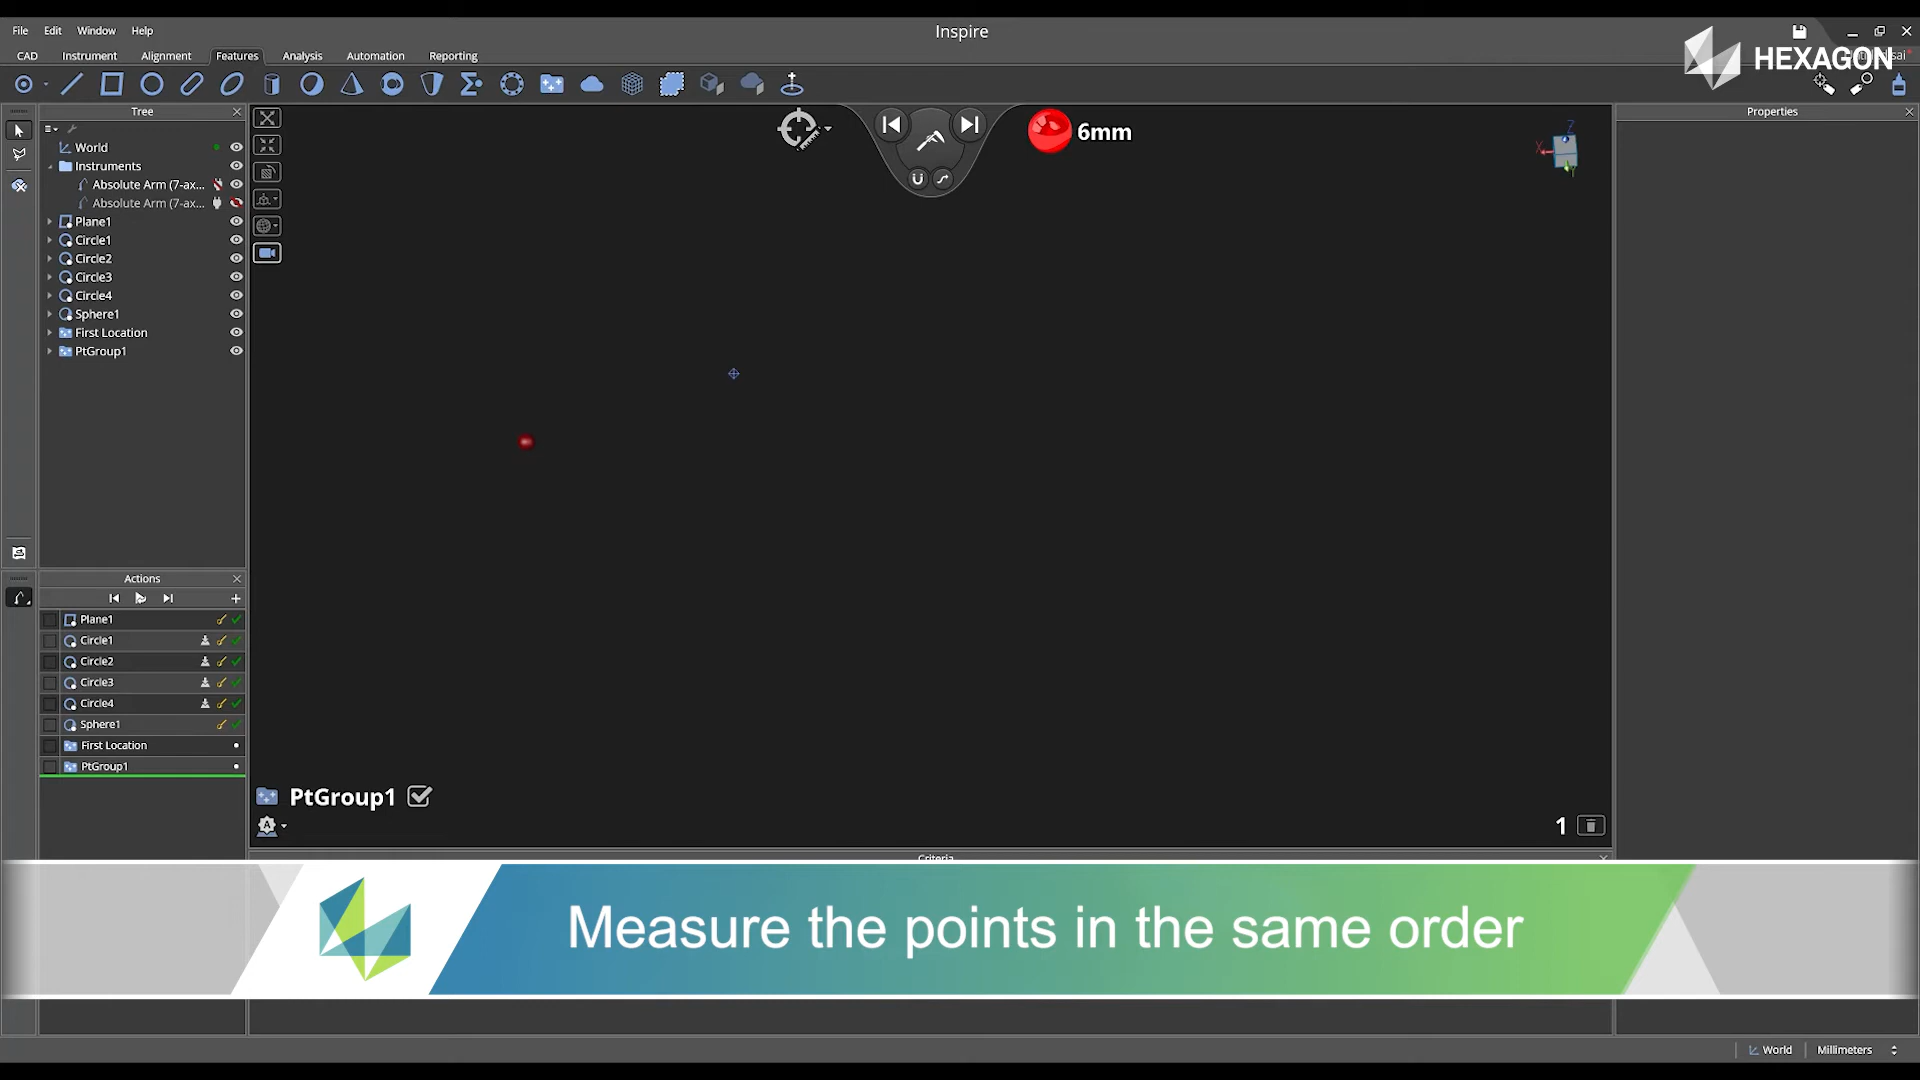 Inspire
File Edit Window Help
HEXAGON
CAD Instrument Alignment Features Analysis Automation Reporting
Tree
Properties
6mm
World
Instruments
Absolute Arm (7-ax...
Absolute Arm (7-ax...
Plane1
Circle1
Circle2
Circle3
Circle4
Sphere1
First Location
PtGroup1
Z
X
Y
Actions
Plane1
Circle1
Circle2
Circle3
Circle4
Sphere1
First Location
PtGroup1
PtGroup1
A
1
Criteria
Measure the points in the same order
World Millimeters